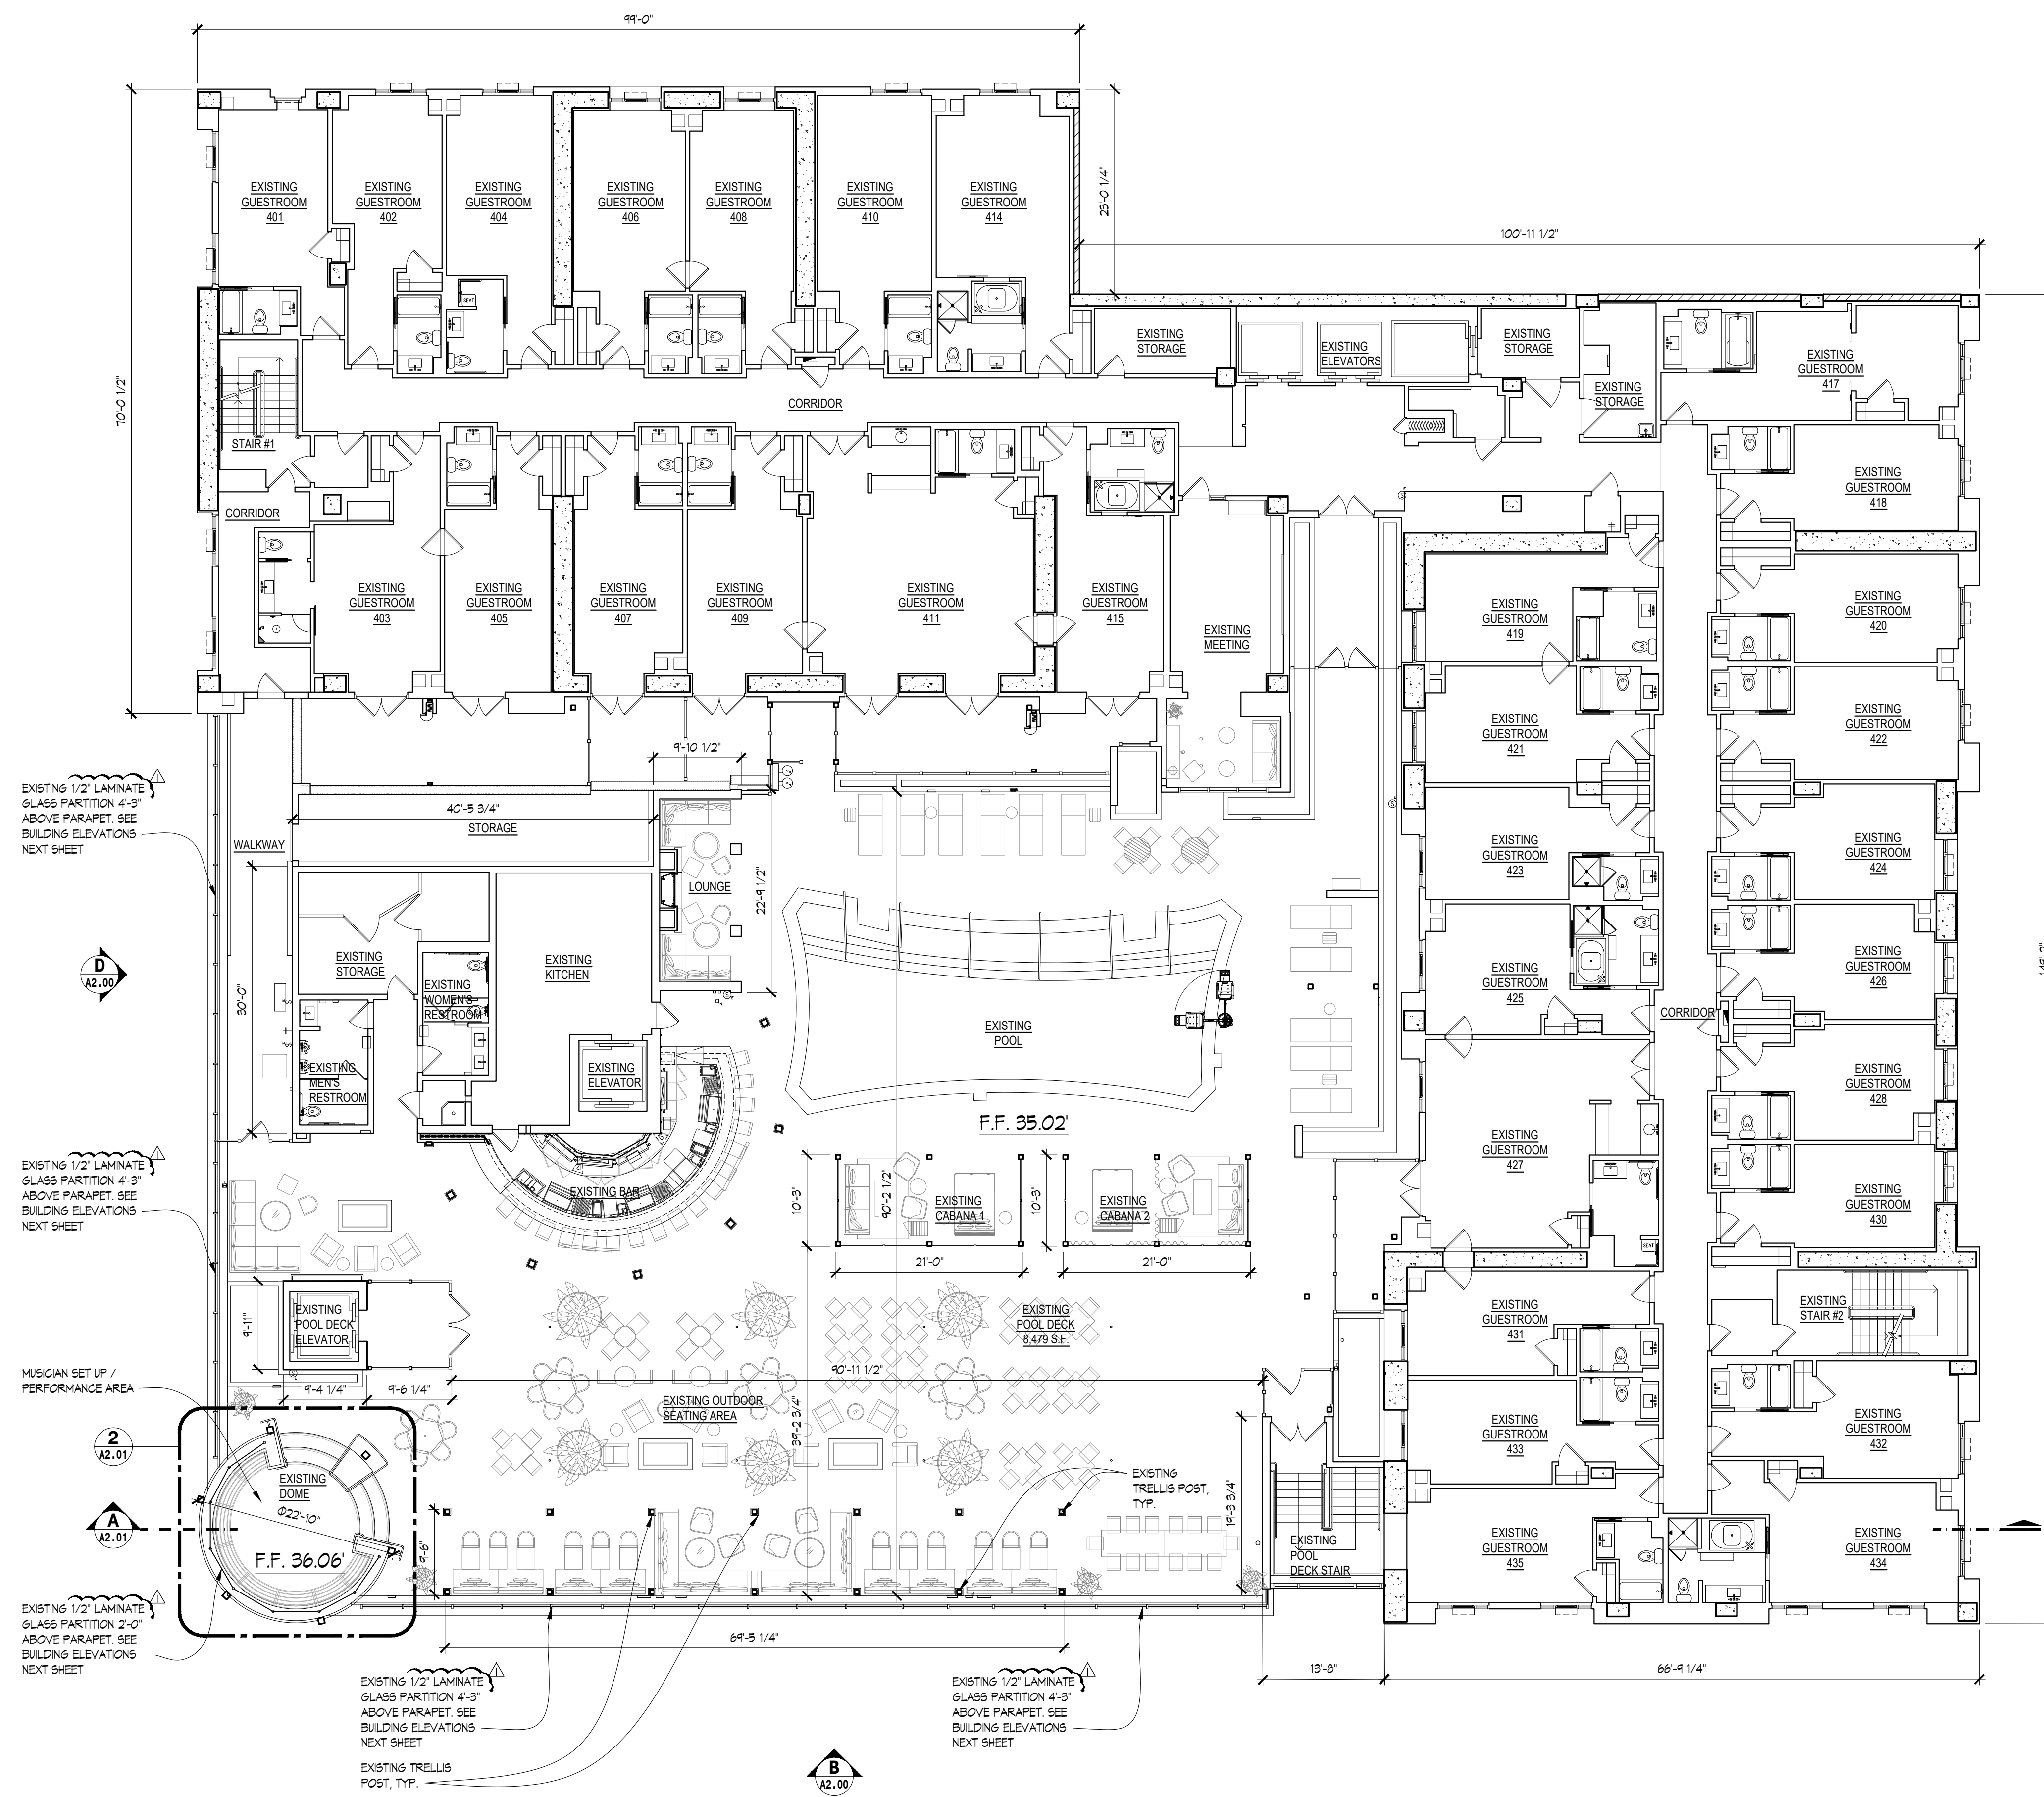 99'-0"
EXISTING
GUESTROOM
401
EXISTING
GUESTROOM
402
EXISTING
GUESTROOM
404
EXISTING
GUESTROOM
406
EXISTING
GUESTROOM
408
EXISTING
GUESTROOM
410
EXISTING
GUESTROOM
414
23'-0 1/4"
100'-11 1/2"
70'-0 1/2"
SEAT
EXISTING
STORAGE
EXISTING
ELEVATORS
EXISTING
STORAGE
EXISTING
STORAGE
EXISTING
GUESTROOM
417
CORRIDOR
STAIR #1
CORRIDOR
EXISTING
GUESTROOM
418
EXISTING
GUESTROOM
403
EXISTING
GUESTROOM
405
EXISTING
GUESTROOM
407
EXISTING
GUESTROOM
409
EXISTING
GUESTROOM
411
EXISTING
GUESTROOM
415
EXISTING
MEETING
EXISTING
GUESTROOM
419
EXISTING
GUESTROOM
420
EXISTING
GUESTROOM
421
EXISTING
GUESTROOM
422
9'-10 1/2"
EXISTING 1/2" LAMINATE
GLASS PARTITION 4'-3"
ABOVE PARAPET. SEE
BUILDING ELEVATIONS
NEXT SHEET
1
40'-5 3/4"
STORAGE
WALKWAY
LOUNGE
22'-9 1/2"
EXISTING
GUESTROOM
423
EXISTING
GUESTROOM
424
D
A2.00
30'-0"
EXISTING
STORAGE
EXISTING
WOMEN'S
RESTROOM
EXISTING
KITCHEN
EXISTING
MEN'S
RESTROOM
EXISTING
ELEVATOR
EXISTING
POOL
EXISTING
GUESTROOM
425
EXISTING
GUESTROOM
426
CORRIDOR
149'-2"
EXISTING
GUESTROOM
428
F.F. 35.02'
EXISTING
GUESTROOM
427
SEAT
EXISTING
GUESTROOM
430
EXISTING 1/2" LAMINATE
GLASS PARTITION 4'-3"
ABOVE PARAPET. SEE
BUILDING ELEVATIONS
NEXT SHEET
1
EXISTING BAR
10'-3"
90'-2 1/2"
EXISTING
CABANA 1
10'-3"
EXISTING
CABANA 2
21'-0"
21'-0"
9'-11"
EXISTING
POOL DECK
ELEVATOR
EXISTING
POOL DECK
8,479 S.F.
EXISTING
GUESTROOM
431
EXISTING
STAIR #2
MUSICIAN SET UP /
PERFORMANCE AREA
9'-4 1/4"
9'-6 1/4"
90'-11 1/2"
EXISTING OUTDOOR
SEATING AREA
39'-2 3/4"
EXISTING
GUESTROOM
433
EXISTING
GUESTROOM
432
2
A2.01
EXISTING
DOME
Φ22'-10"
F.F. 36.06'
A
A2.01
9'-6"
EXISTING
TRELLIS POST,
TYP.
19'-3 3/4"
EXISTING
POOL
DECK STAIR
EXISTING
GUESTROOM
435
EXISTING
GUESTROOM
434
EXISTING 1/2" LAMINATE
GLASS PARTITION 2'-0"
ABOVE PARAPET. SEE
BUILDING ELEVATIONS
NEXT SHEET
1
69'-5 1/4"
13'-8"
66'-9 1/4"
EXISTING 1/2" LAMINATE
GLASS PARTITION 4'-3"
ABOVE PARAPET. SEE
BUILDING ELEVATIONS
NEXT SHEET
1
EXISTING TRELLIS
POST, TYP.
EXISTING 1/2" LAMINATE
GLASS PARTITION 4'-3"
ABOVE PARAPET. SEE
BUILDING ELEVATIONS
NEXT SHEET
1
B
A2.00